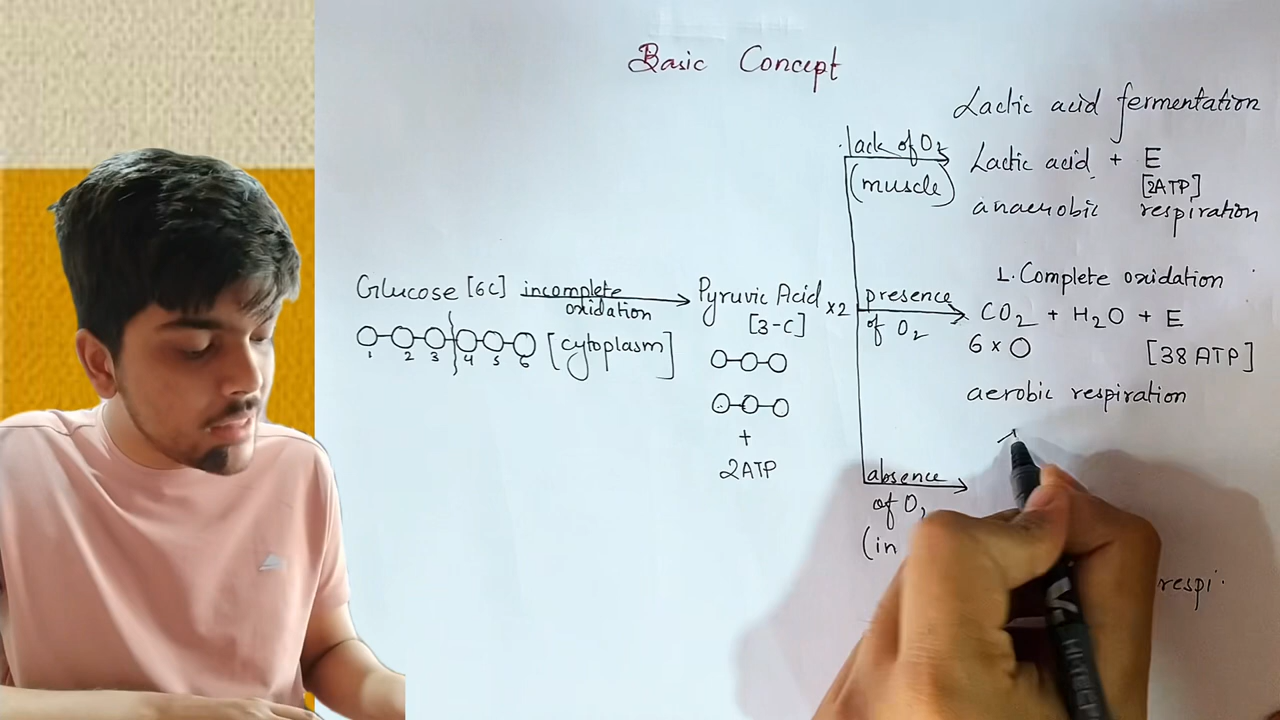 Basic Concept
Lactic acid fermentation
lack of O₂
(muscle)
Lactic acid + E
[2ATP]
anaerobic respiration
Glucose [6C] incomplete oxidation
1 2 3 4 5 6 [cytoplasm]
Pyruvic Acid ×2
[3-C]
+
2ATP
presence
of O₂
1. Complete oxidation
CO₂ + H₂O + E
6 ×
[38 ATP]
aerobic respiration
absence
of O₂
(in
respi.